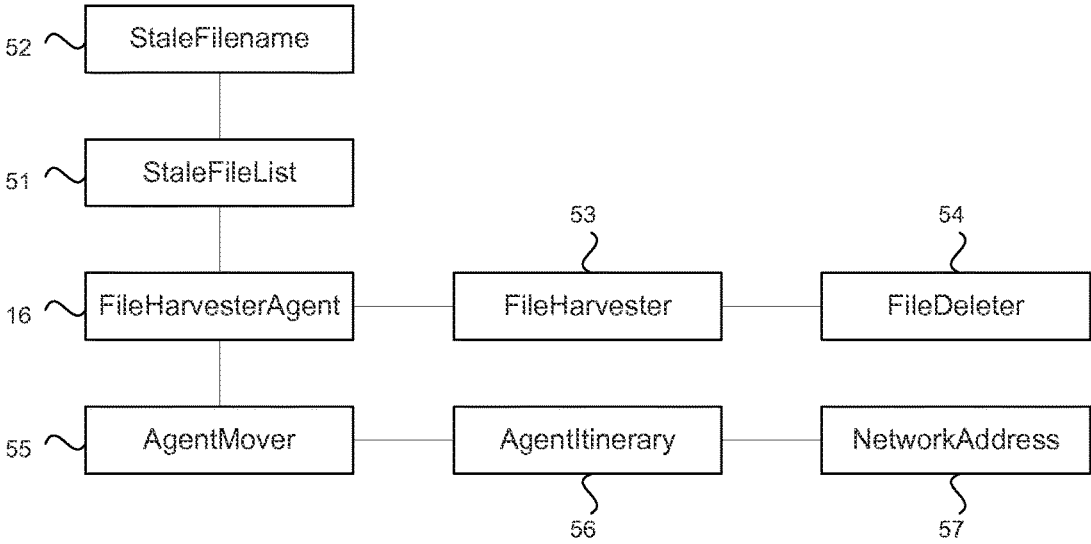 52
StaleFilename
51
StaleFileList
53
54
16
FileHarvesterAgent
FileHarvester
FileDeleter
55
AgentMover
AgentItinerary
NetworkAddress
56
57